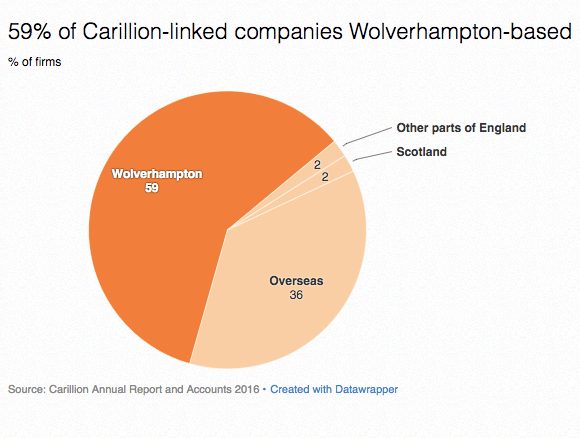 59% of Carillion-linked companies Wolverhampton-based
% of firms
Other parts of England
Scotland
2
2
Wolverhampton
59
Overseas
36
Source: Carillion Annual Report and Accounts 2016 • Created with Datawrapper